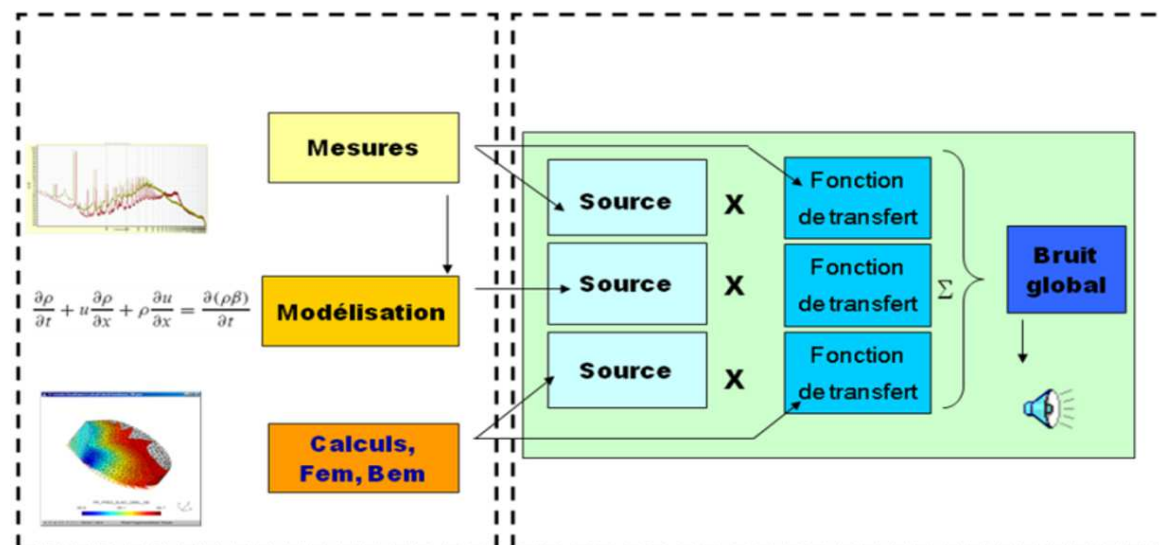 Mesures
Modélisation
Calculs,
Fem, Bem
∂ρ/∂t + u ∂ρ/∂x + ρ ∂u/∂x = ∂(ρβ)/∂t
Source
X
Fonction
de transfert
Source
X
Fonction
de transfert
Source
X
Fonction
de transfert
Σ
Bruit
global